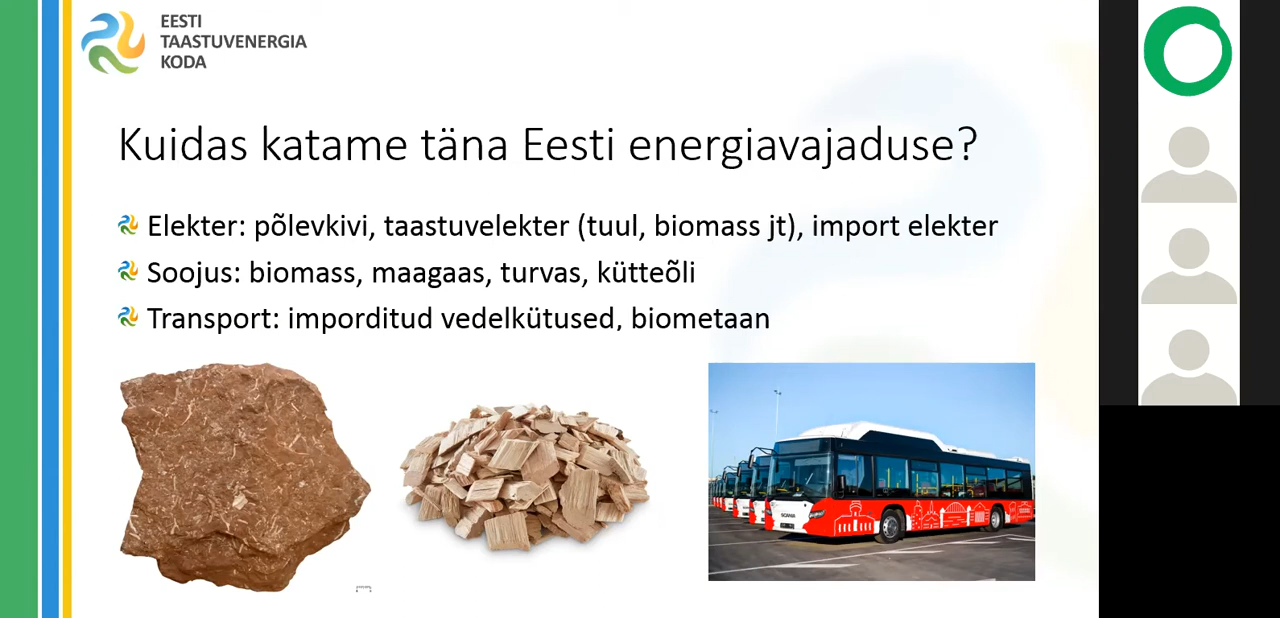 EESTI
TAASTUVENERGIA
KODA
Kuidas katame täna Eesti energiavajaduse?
Elekter: põlevkivi, taastuvelekter (tuul, biomass jt), import elekter
Soojus: biomass, maagaas, turvas, kütteõli
Transport: imporditud vedelkütused, biometaan
SCANIA